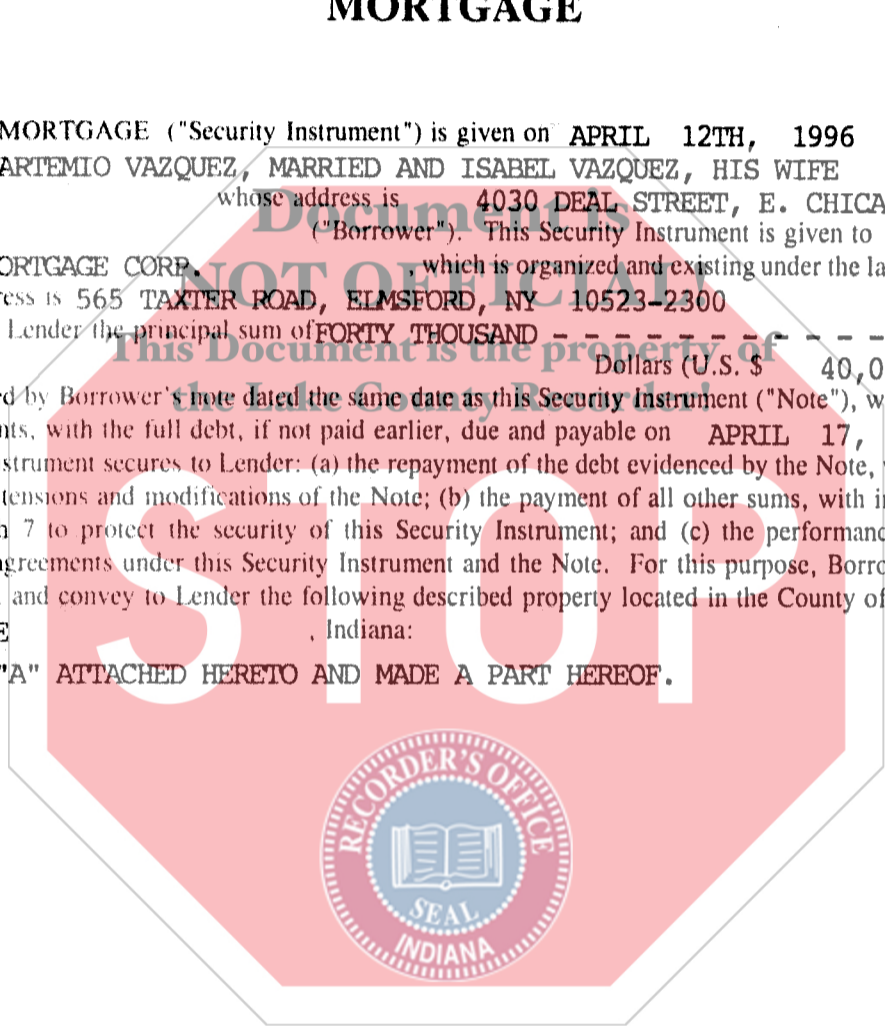 MORTGAGE
MORTGAGE ("Security Instrument") is given on APRIL 12TH, 1996
ARTEMIO VAZQUEZ, MARRIED AND ISABEL VAZQUEZ, HIS WIFE
whose address is 4030 DEAL STREET, E. CHICA
Document is
("Borrower"). This Security Instrument is given to
ORTGAGE CORP. , which is organized and existing under the la
NOT OFFICIAL!
ess is 565 TAXTER ROAD, ELMSFORD, NY 10523-2300
Lender the principal sum of FORTY THOUSAND - - - - - - - - - - -
This Document is the property of
Dollars (U.S. $ 40,0
d by Borrower's note dated the same date as this Security Instrument ("Note"), w
the Lake County Recorder!
nts, with the full debt, if not paid earlier, due and payable on APRIL 17,
strument secures to Lender: (a) the repayment of the debt evidenced by the Note,
tensions and modifications of the Note; (b) the payment of all other sums, with i
7 to protect the security of this Security Instrument; and (c) the performanc
greements under this Security Instrument and the Note. For this purpose, Borro
and convey to Lender the following described property located in the County of
E , Indiana:
"A" ATTACHED HERETO AND MADE A PART HEREOF.
STOP
RECORDER'S OFFICE
SEAL
INDIANA